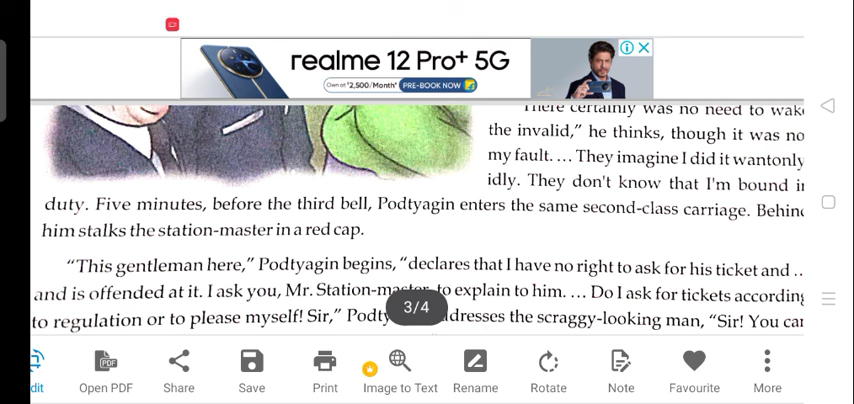 realme 12 Pro+ 5G
Own at ₹2,500/Month* PRE-BOOK NOW
There certainly was no need to wake
the invalid,” he thinks, though it was no
my fault. ... They imagine I did it wantonly
idly. They don't know that I'm bound in
duty. Five minutes, before the third bell, Podtyagin enters the same second-class carriage. Behind
him stalks the station-master in a red cap.
“This gentleman here,” Podtyagin begins, “declares that I have no right to ask for his ticket and ..
and is offended at it. I ask you, Mr. Station-master, to explain to him. ... Do I ask for tickets according
to regulation or to please myself! Sir,” Podty ddresses the scraggy-looking man, “Sir! You can
3/4
dit
Open PDF
Share
Save
Print
Image to Text
Rename
Rotate
Note
Favourite
More